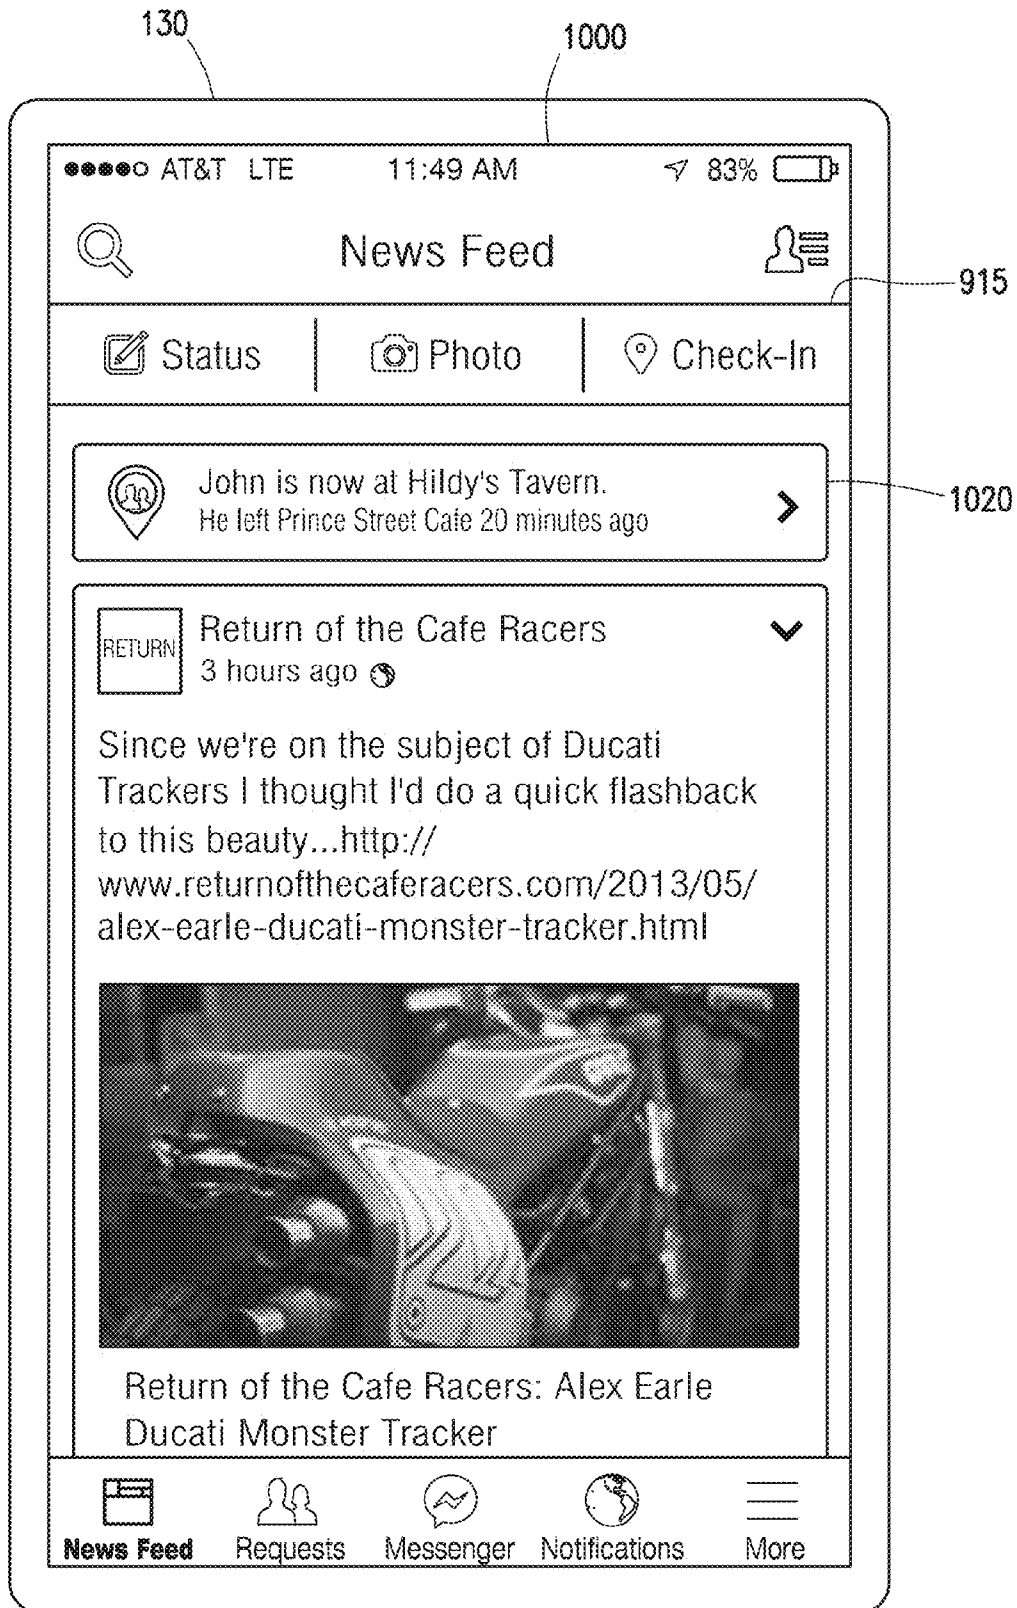 130
1000
AT&T LTE 11:49 AM 83%
News Feed
915
Status Photo Check-In
John is now at Hildy's Tavern.
He left Prince Street Cafe 20 minutes ago
1020
RETURN
Return of the Cafe Racers
3 hours ago
Since we're on the subject of Ducati
Trackers I thought I'd do a quick flashback
to this beauty...http://
www.returnofthecaferacers.com/2013/05/
alex-earle-ducati-monster-tracker.html
Return of the Cafe Racers: Alex Earle
Ducati Monster Tracker
News Feed Requests Messenger Notifications More